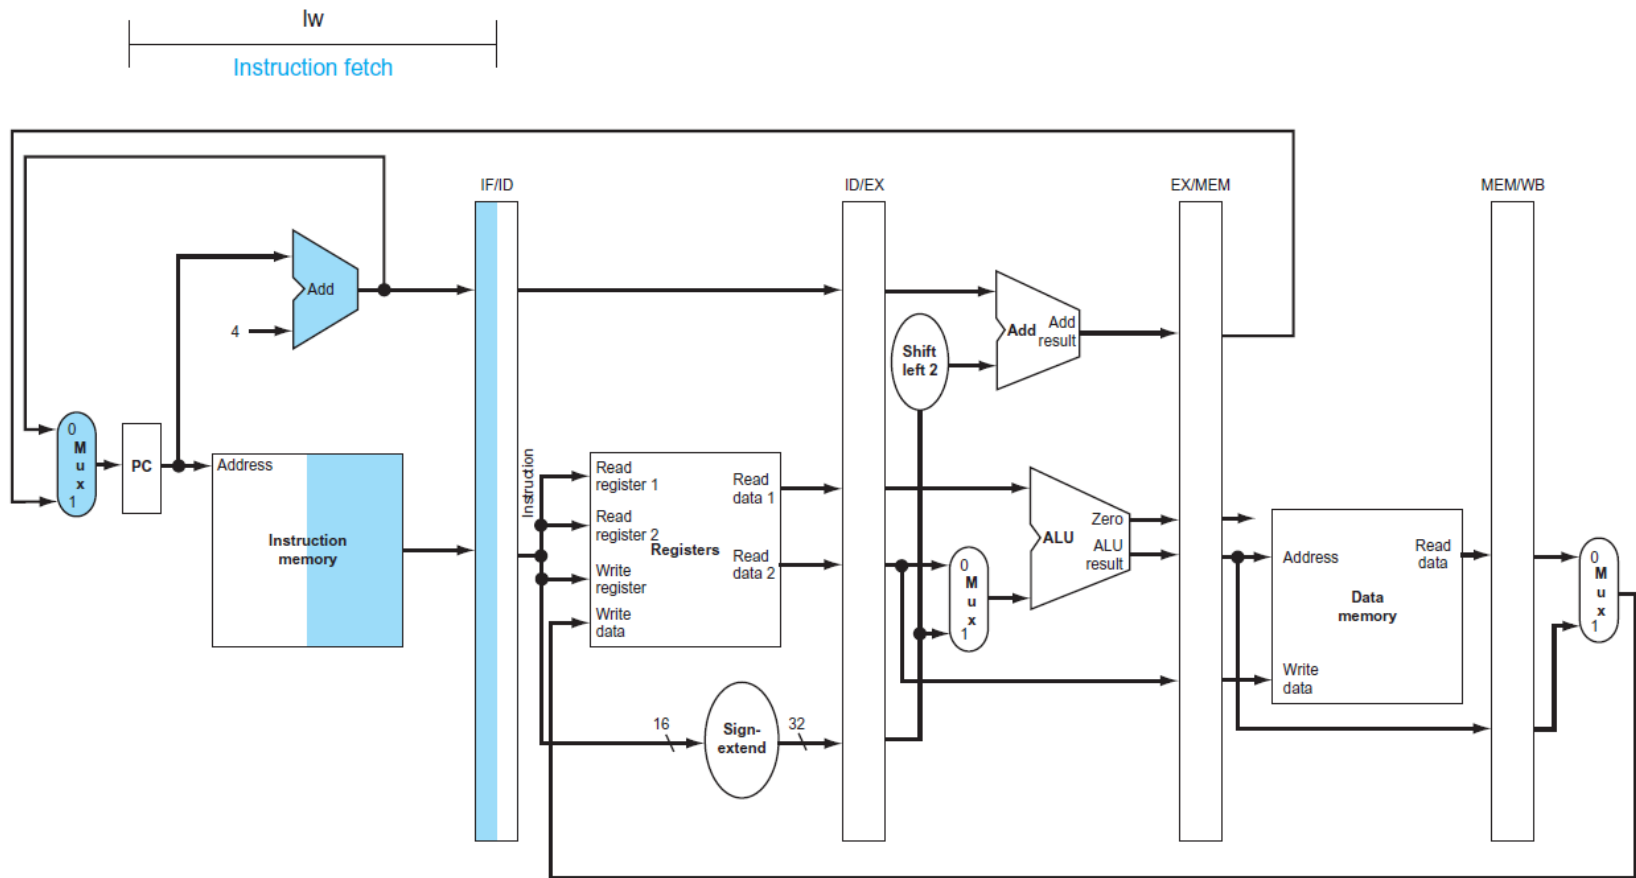 lw
Instruction fetch
IF/ID
ID/EX
EX/MEM
MEM/WB
Add
4
Shift
left 2
Add
Add
result
0
M
u
x
1
PC
Address
Instruction
memory
Instruction
Read
register 1
Read
register 2
Write
register
Write
data
Registers
Read
data 1
Read
data 2
16
Sign-
extend
32
0
M
u
x
1
ALU
Zero
ALU
result
Address
Write
data
Data
memory
Read
data
0
M
u
x
1